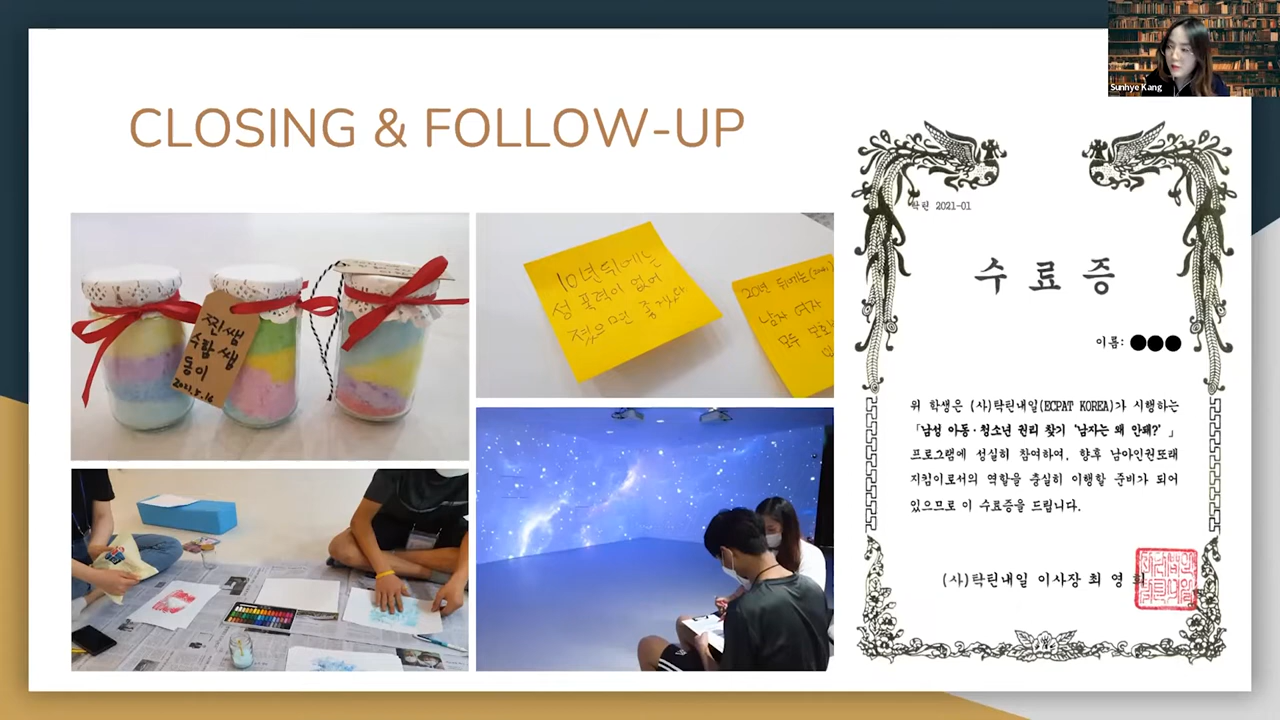 Sunhye Kang
CLOSING & FOLLOW-UP
찐쌤
수람쌤
동이
2021.5.16
10년뒤에는
성폭력이 없어
졌으면 좋겠다
20년 뒤에는
남자 여자
모두
탁틴 2021-01
수 료 증
이름:
위 학생은 (사)탁틴내일(ECPAT KOREA)가 시행하는
「남성 아동·청소년 권리 찾기 '남자는 왜 안돼?' 」
프로그램에 성실히 참여하여, 향후 남아인권또래
지킴이로서의 역할을 충실히 이행할 준비가 되어
있으므로 이 수료증을 드립니다.
(사)탁틴내일 이사장 최 영 희